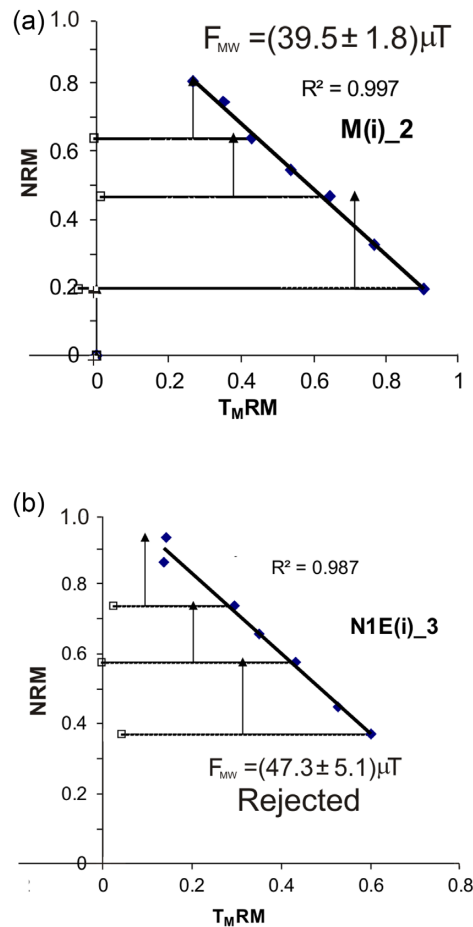 (a)
1.0
F_MW =(39.5± 1.8)μT
R² = 0.997
0.8
M(i)_2
0.6
NRM
0.4
0.2
0
0 0.2 0.4 0.6 0.8 1
T_MRM
(b)
1.0
R² = 0.987
0.8
N1E(i)_3
0.6
NRM
0.4
F_MW =(47.3± 5.1)μT
Rejected
0.2
0
0 0.2 0.4 0.6 0.8
T_MRM